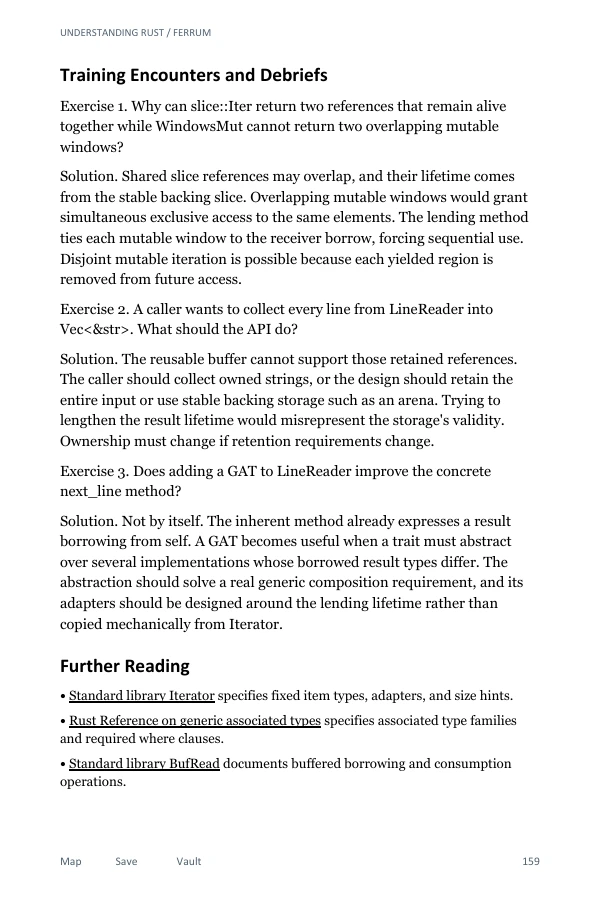 UNDERSTANDING RUST / FERRUM
Training Encounters and Debriefs
Exercise 1. Why can slice::Iter return two references that remain alive
together while WindowsMut cannot return two overlapping mutable
windows?
Solution. Shared slice references may overlap, and their lifetime comes
from the stable backing slice. Overlapping mutable windows would grant
simultaneous exclusive access to the same elements. The lending method
ties each mutable window to the receiver borrow, forcing sequential use.
Disjoint mutable iteration is possible because each yielded region is
removed from future access.
Exercise 2. A caller wants to collect every line from LineReader into
Vec<&str>. What should the API do?
Solution. The reusable buffer cannot support those retained references.
The caller should collect owned strings, or the design should retain the
entire input or use stable backing storage such as an arena. Trying to
lengthen the result lifetime would misrepresent the storage's validity.
Ownership must change if retention requirements change.
Exercise 3. Does adding a GAT to LineReader improve the concrete
next_line method?
Solution. Not by itself. The inherent method already expresses a result
borrowing from self. A GAT becomes useful when a trait must abstract
over several implementations whose borrowed result types differ. The
abstraction should solve a real generic composition requirement, and its
adapters should be designed around the lending lifetime rather than
copied mechanically from Iterator.
Further Reading
• Standard library Iterator specifies fixed item types, adapters, and size hints.
• Rust Reference on generic associated types specifies associated type families
and required where clauses.
• Standard library BufRead documents buffered borrowing and consumption
operations.
Map Save Vault 159